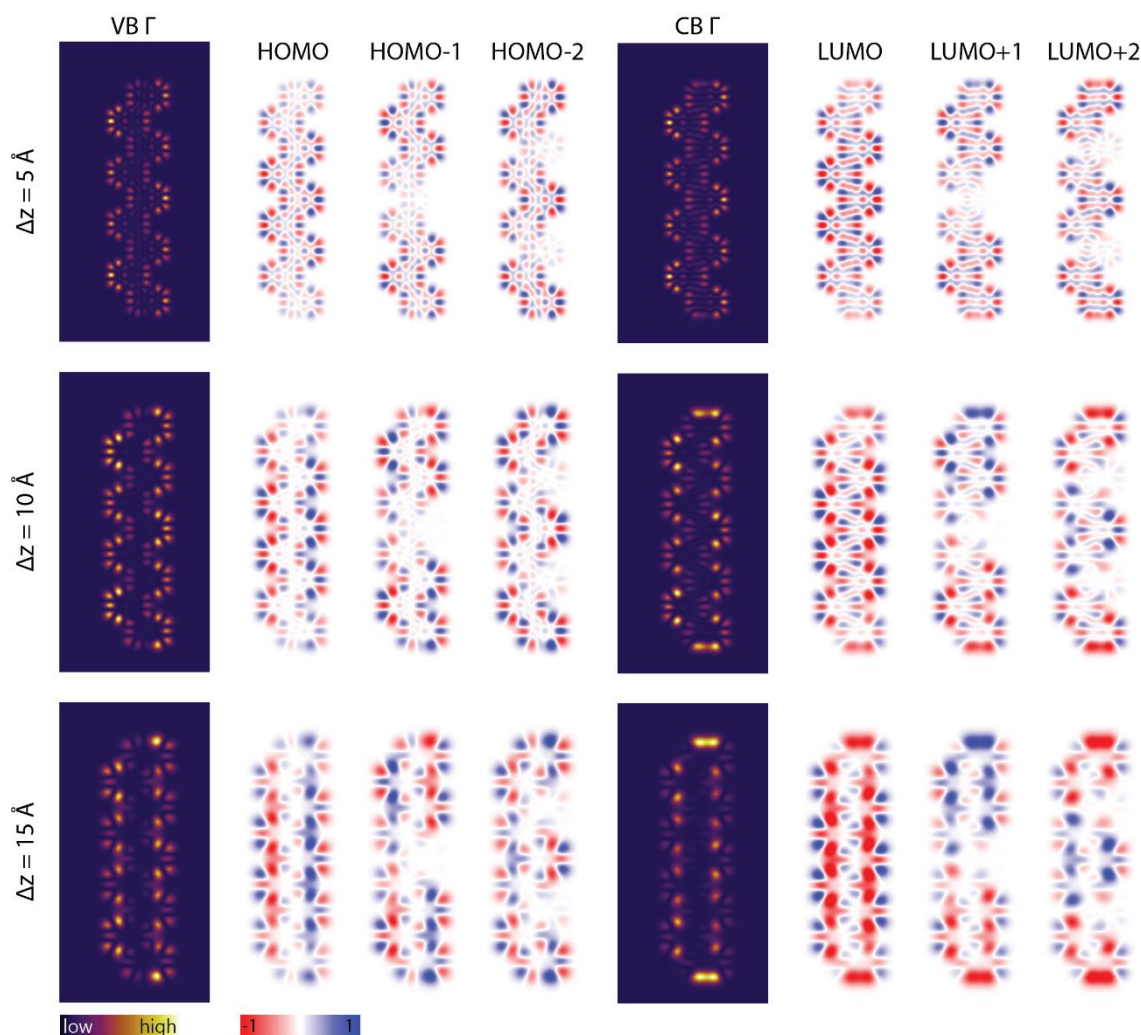 VB Γ HOMO HOMO-1 HOMO-2 CB Γ LUMO LUMO+1 LUMO+2
Δz = 5 Å
Δz = 10 Å
Δz = 15 Å
low high -1 1